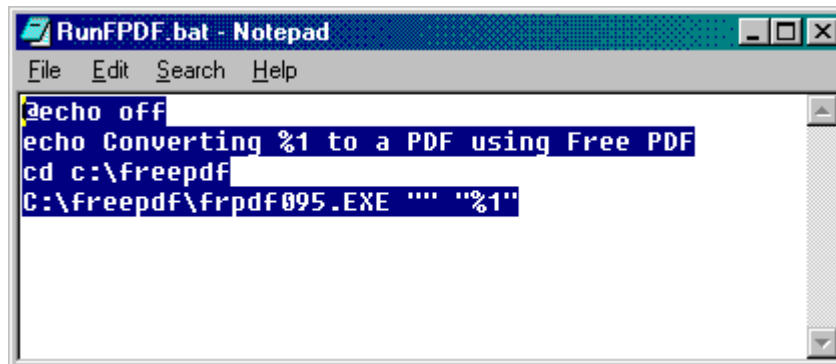 RunFPDF.bat - Notepad
File Edit Search Help
@echo off
echo Converting %1 to a PDF using Free PDF
cd c:\freepdf
C:\freepdf\frpdf095.EXE "" "%1"